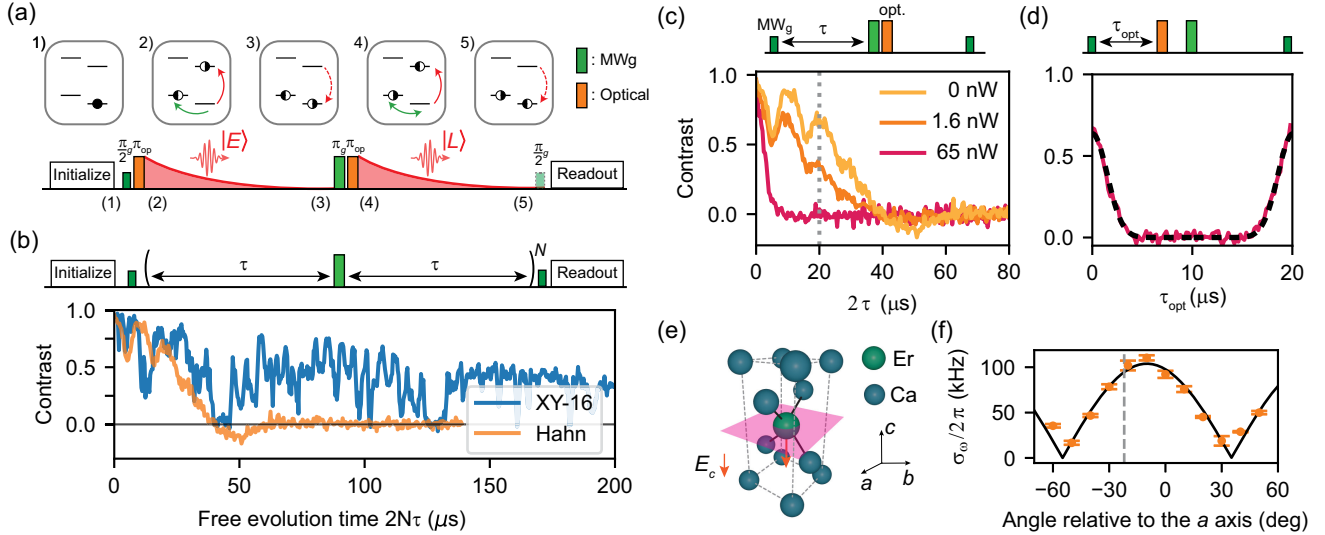 (a)
1) 2) 3) 4) 5)
: MWg
: Optical
π/2 g πop |E⟩ πg πop |L⟩ π/2 g
Initialize Readout
(1) (2) (3) (4) (5)
(b)
Initialize ( τ τ ) N Readout
Contrast
1.0
0.5
0.0
XY-16
Hahn
0 50 100 150 200
Free evolution time 2Nτ (μs)
(c)
MWg τ opt.
Contrast
1.0
0.5
0.0
0 nW
1.6 nW
65 nW
0 20 40 60 80
2 τ (μs)
(d)
τopt
1.0
0.5
0.0
0 10 20
τopt (μs)
(e)
Er
Ca
Ec
c
a b
(f)
σω/2π (kHz)
100
50
0
−60 −30 0 30 60
Angle relative to the a axis (deg)